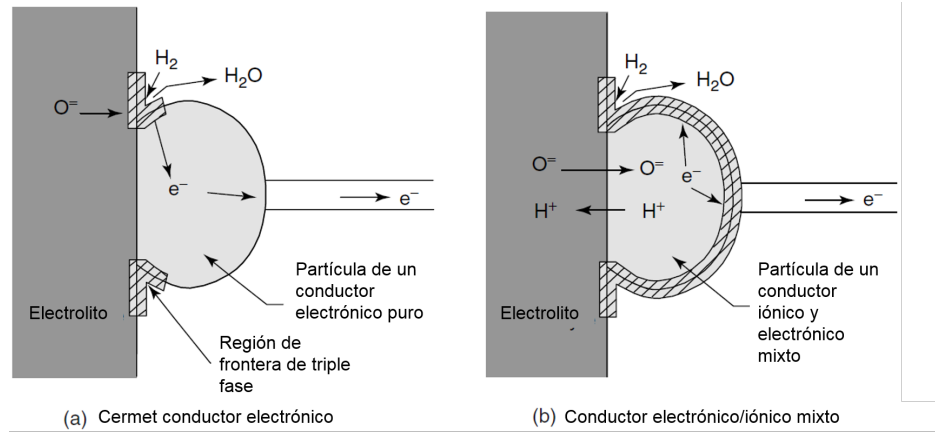 H₂
H₂O
O⁼
e⁻
e⁻
Partícula de un
conductor
electrónico puro
Electrolito
Región de
frontera de triple
fase
(a) Cermet conductor electrónico
H₂
H₂O
O⁼
O⁼
e⁻
H⁺
H⁺
e⁻
Partícula de un
conductor
iónico y
electrónico
mixto
Electrolito
(b) Conductor electrónico/iónico mixto